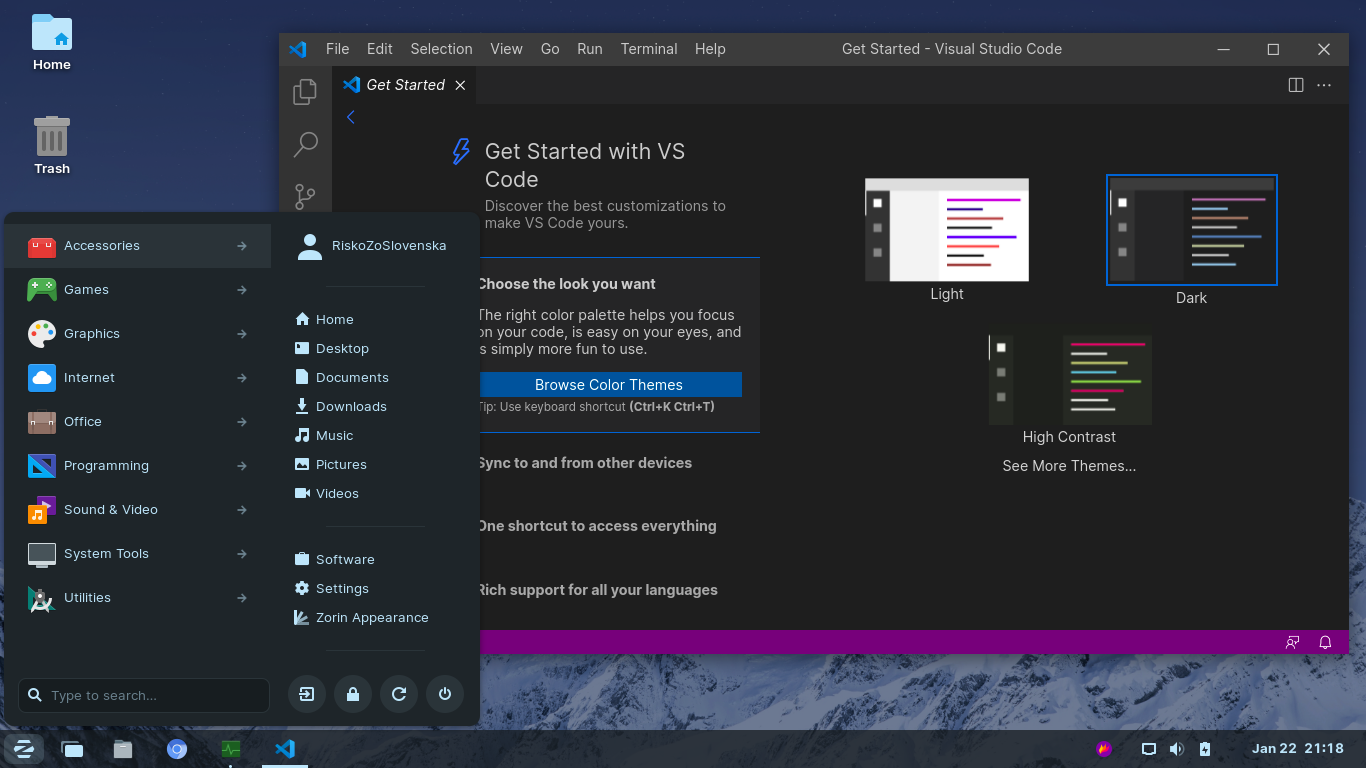 Home
Trash
File Edit Selection View Go Run Terminal Help Get Started - Visual Studio Code
Get Started
Get Started with VS
Code
Discover the best customizations to
make VS Code yours.
Choose the look you want
The right color palette helps you focus
on your code, is easy on your eyes, and
is simply more fun to use.
Browse Color Themes
Tip: Use keyboard shortcut (Ctrl+K Ctrl+T)
Sync to and from other devices
One shortcut to access everything
Rich support for all your languages
Light
Dark
High Contrast
See More Themes...
Accessories
Games
Graphics
Internet
Office
Programming
Sound & Video
System Tools
Utilities
Type to search...
RiskoZoSlovenska
Home
Desktop
Documents
Downloads
Music
Pictures
Videos
Software
Settings
Zorin Appearance
Jan 22 21:18